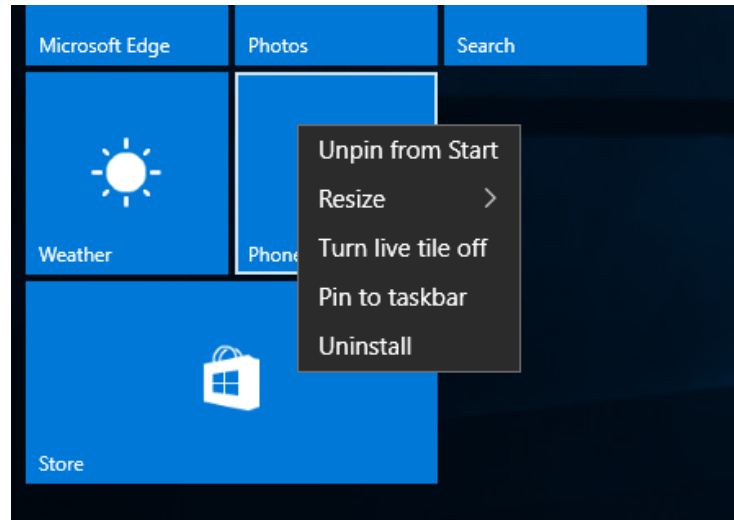 Microsoft Edge
Photos
Search
Weather
Phone
Unpin from Start
Resize
Turn live tile off
Pin to taskbar
Uninstall
Store